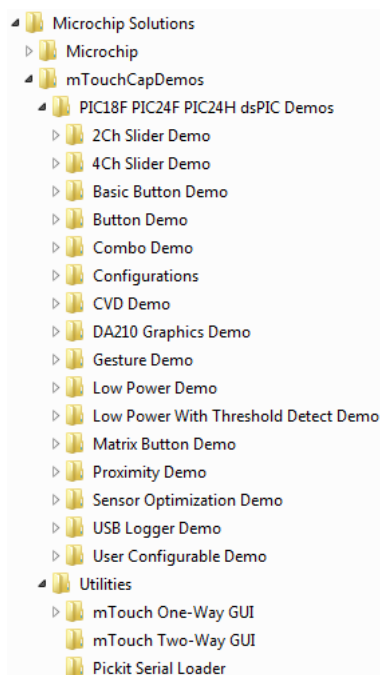 Microchip Solutions
Microchip
mTouchCapDemos
PIC18F PIC24F PIC24H dsPIC Demos
2Ch Slider Demo
4Ch Slider Demo
Basic Button Demo
Button Demo
Combo Demo
Configurations
CVD Demo
DA210 Graphics Demo
Gesture Demo
Low Power Demo
Low Power With Threshold Detect Demo
Matrix Button Demo
Proximity Demo
Sensor Optimization Demo
USB Logger Demo
User Configurable Demo
Utilities
mTouch One-Way GUI
mTouch Two-Way GUI
Pickit Serial Loader